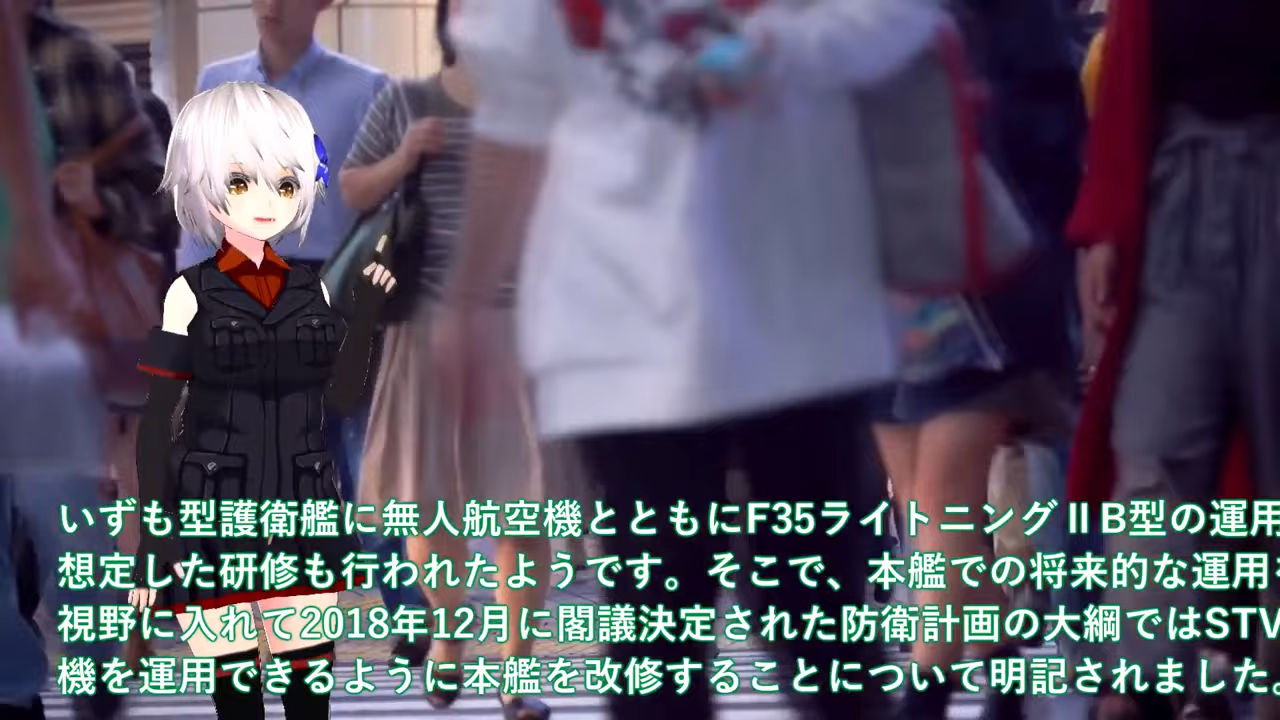 いずも型護衛艦に無人航空機とともにF35ライトニングⅡB型の運用
想定した研修も行われたようです。そこで、本艦での将来的な運用を
視野に入れて2018年12月に閣議決定された防衛計画の大綱ではSTV
機を運用できるように本艦を改修することについて明記されました。